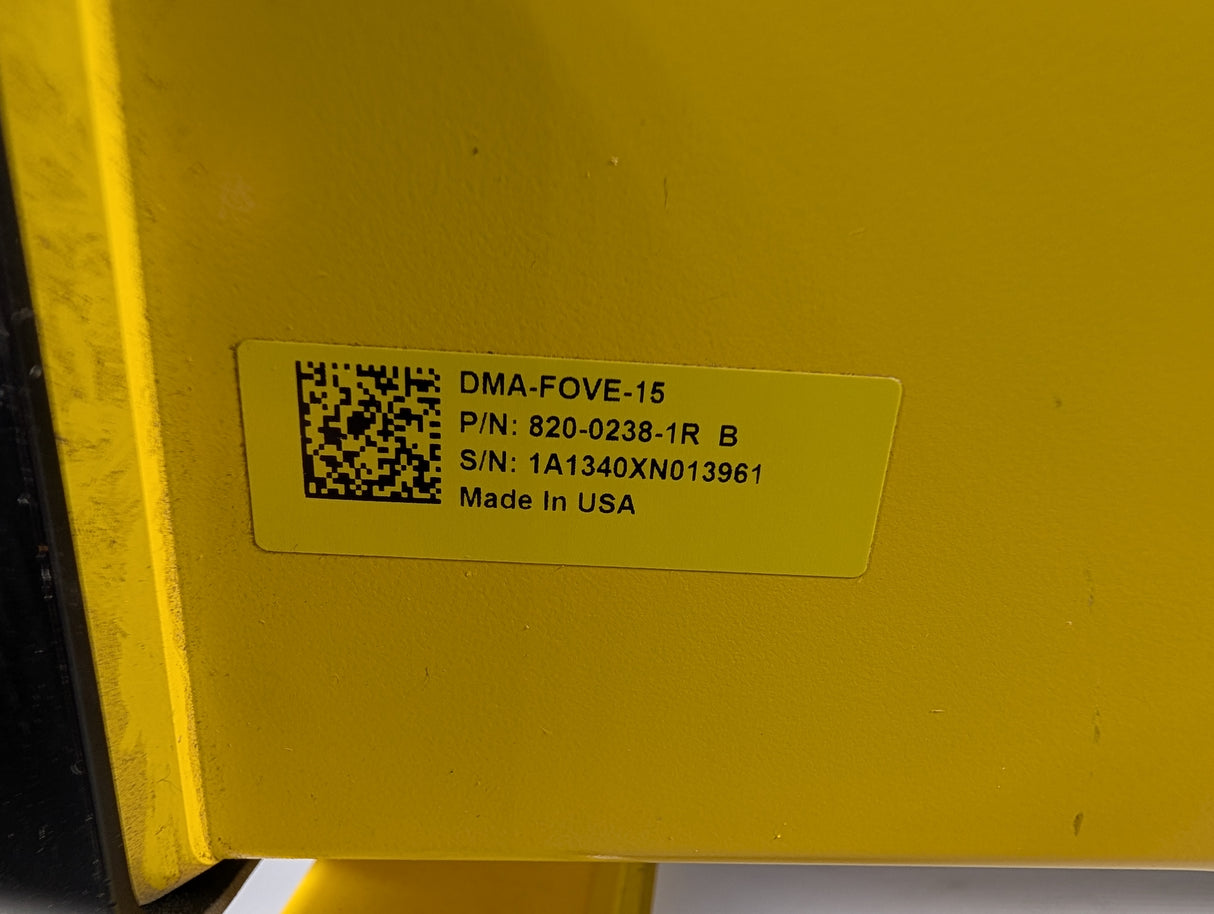 DMA-FOVE-15
P/N: 820-0238-1R B
S/N: 1A1340XN013961
Made In USA